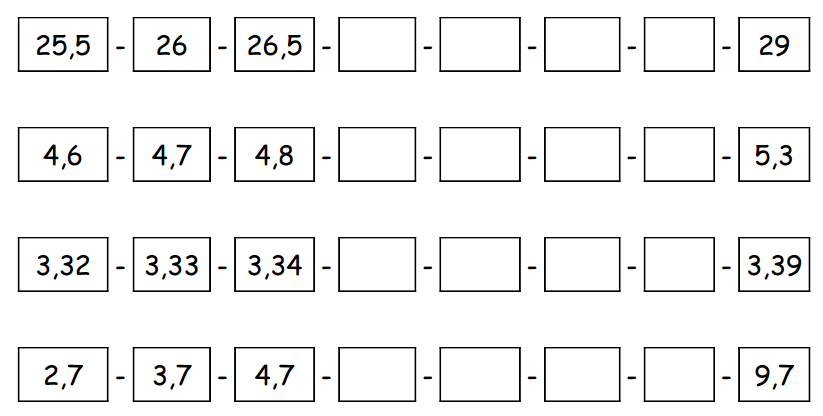 25,5 - 26 - 26,5 - - - - - 29
4,6 - 4,7 - 4,8 - - - - - 5,3
3,32 - 3,33 - 3,34 - - - - - 3,39
2,7 - 3,7 - 4,7 - - - - - 9,7